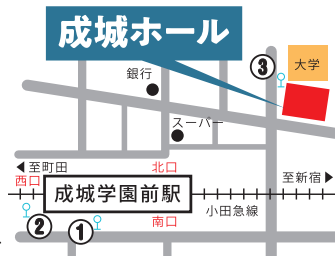 成城ホール
大学
③
銀行
スーパー
◀至町田
北口
至新宿▶
西口
成城学園前駅
小田急線
南口
②
①